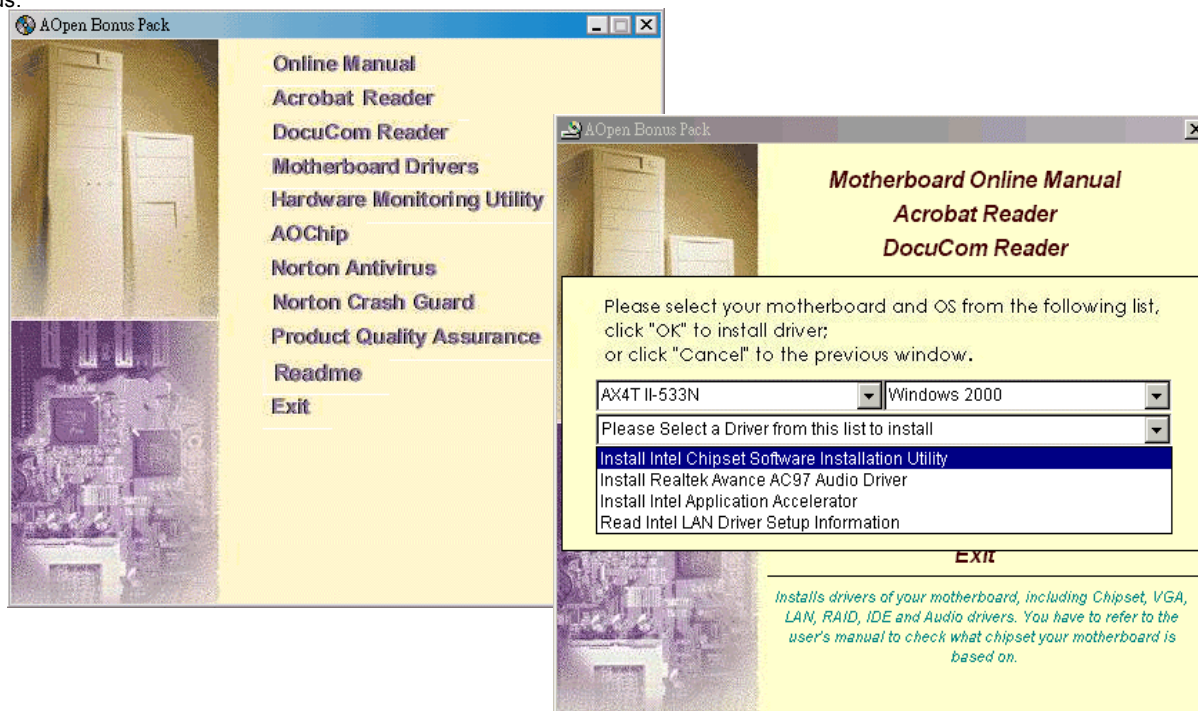 us.
AOpen Bonus Pack
Online Manual
Acrobat Reader
DocuCom Reader
Motherboard Drivers
Hardware Monitoring Utility
AOChip
Norton Antivirus
Norton Crash Guard
Product Quality Assurance
Readme
Exit
AOpen Bonus Pack
Motherboard Online Manual
Acrobat Reader
DocuCom Reader
Please select your motherboard and OS from the following list,
click "OK" to install driver;
or click "Cancel" to the previous window.
AX4T II-533N
Windows 2000
Please Select a Driver from this list to install
Install Intel Chipset Software Installation Utility
Install Realtek Avance AC97 Audio Driver
Install Intel Application Accelerator
Read Intel LAN Driver Setup Information
Exit
Installs drivers of your motherboard, including Chipset, VGA,
LAN, RAID, IDE and Audio drivers. You have to refer to the
user's manual to check what chipset your motherboard is
based on.